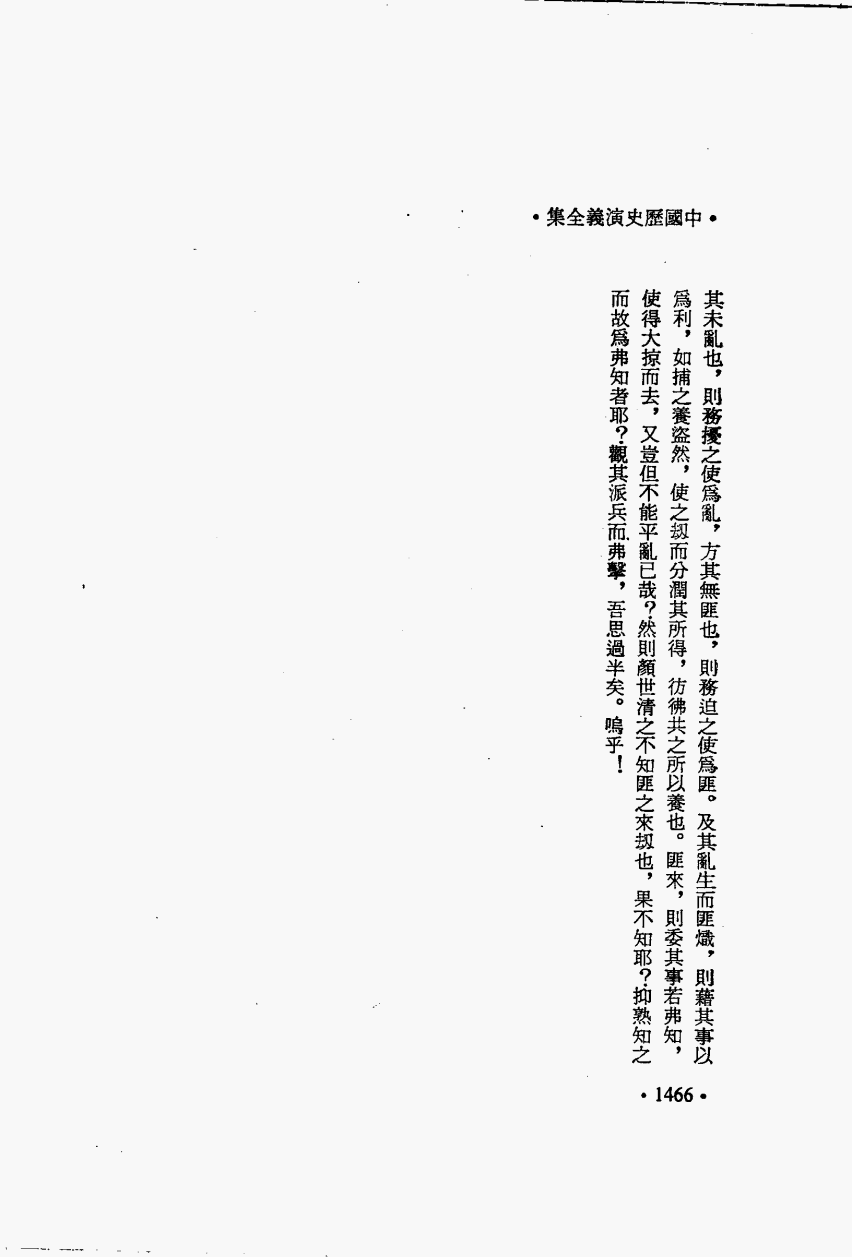 •中國歷史演義全集•
其未亂也，則務擾之使爲亂，方其無匪也，則務迫之使爲匪。及其亂生而匪熾，則藉其事以
爲利，如捕之養盜然，使之刼而分潤其所得，彷彿共之所以養也。匪來，則委其事若弗知，
使得大掠而去，又豈但不能平亂已哉？然則顏世清之不知匪之來刼也，果不知耶？抑熟知之
而故爲弗知者耶？觀其派兵而弗擊，吾思過半矣。嗚乎！
•1466•